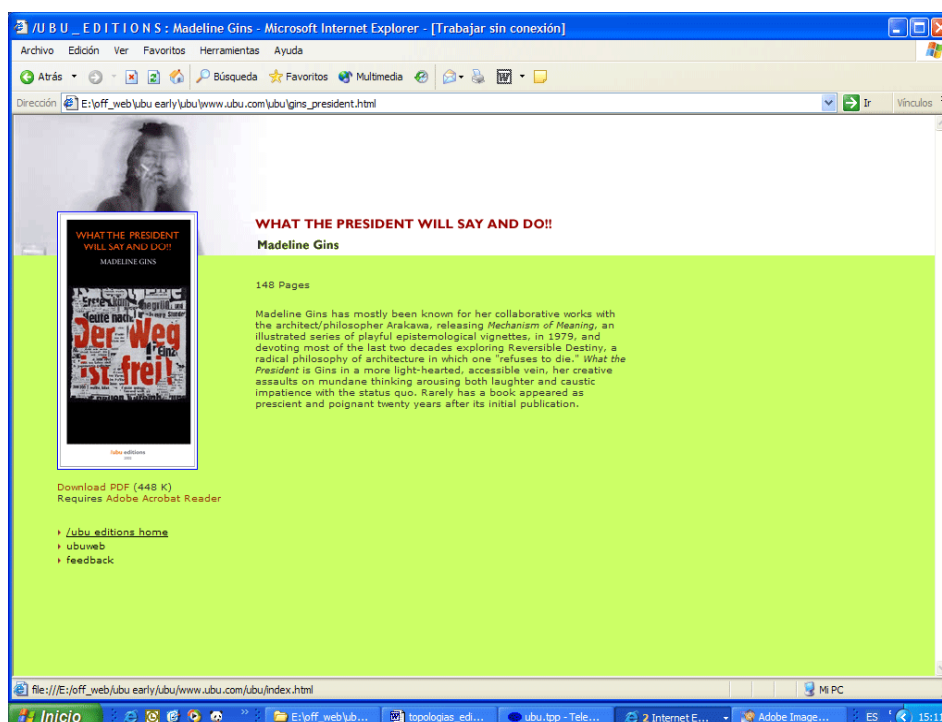 /U B U _ E D I T I O N S : Madeline Gins - Microsoft Internet Explorer - [Trabajar sin conexión]
Archivo Edición Ver Favoritos Herramientas Ayuda
Atrás Búsqueda Favoritos Multimedia
Dirección E:\off_web\ubu early\ubu\www.ubu.com\ubu\gins_president.html Ir Vínculos
WHAT THE PRESIDENT WILL SAY AND DO!!
Madeline Gins
WHAT THE PRESIDENT
WILL SAY AND DO!!
MADELINE GINS
Heute nach
Der Weg
ist frei!
/ubu editions
148 Pages
Madeline Gins has mostly been known for her collaborative works with
the architect/philosopher Arakawa, releasing Mechanism of Meaning, an
illustrated series of playful epistemological vignettes, in 1979, and
devoting most of the last two decades exploring Reversible Destiny, a
radical philosophy of architecture in which one "refuses to die." What the
President is Gins in a more light-hearted, accessible vein, her creative
assaults on mundane thinking arousing both laughter and caustic
impatience with the status quo. Rarely has a book appeared as
prescient and poignant twenty years after its initial publication.
Download PDF (448 K)
Requires Adobe Acrobat Reader
/ubu editions home
ubuweb
feedback
file:///E:/off_web/ubu early/ubu/www.ubu.com/ubu/index.html Mi PC
Inicio E:\off_web\ub... topologias_edi... ubu.tpp - Tele... 2 Internet E... Adobe Image... ES 15:1